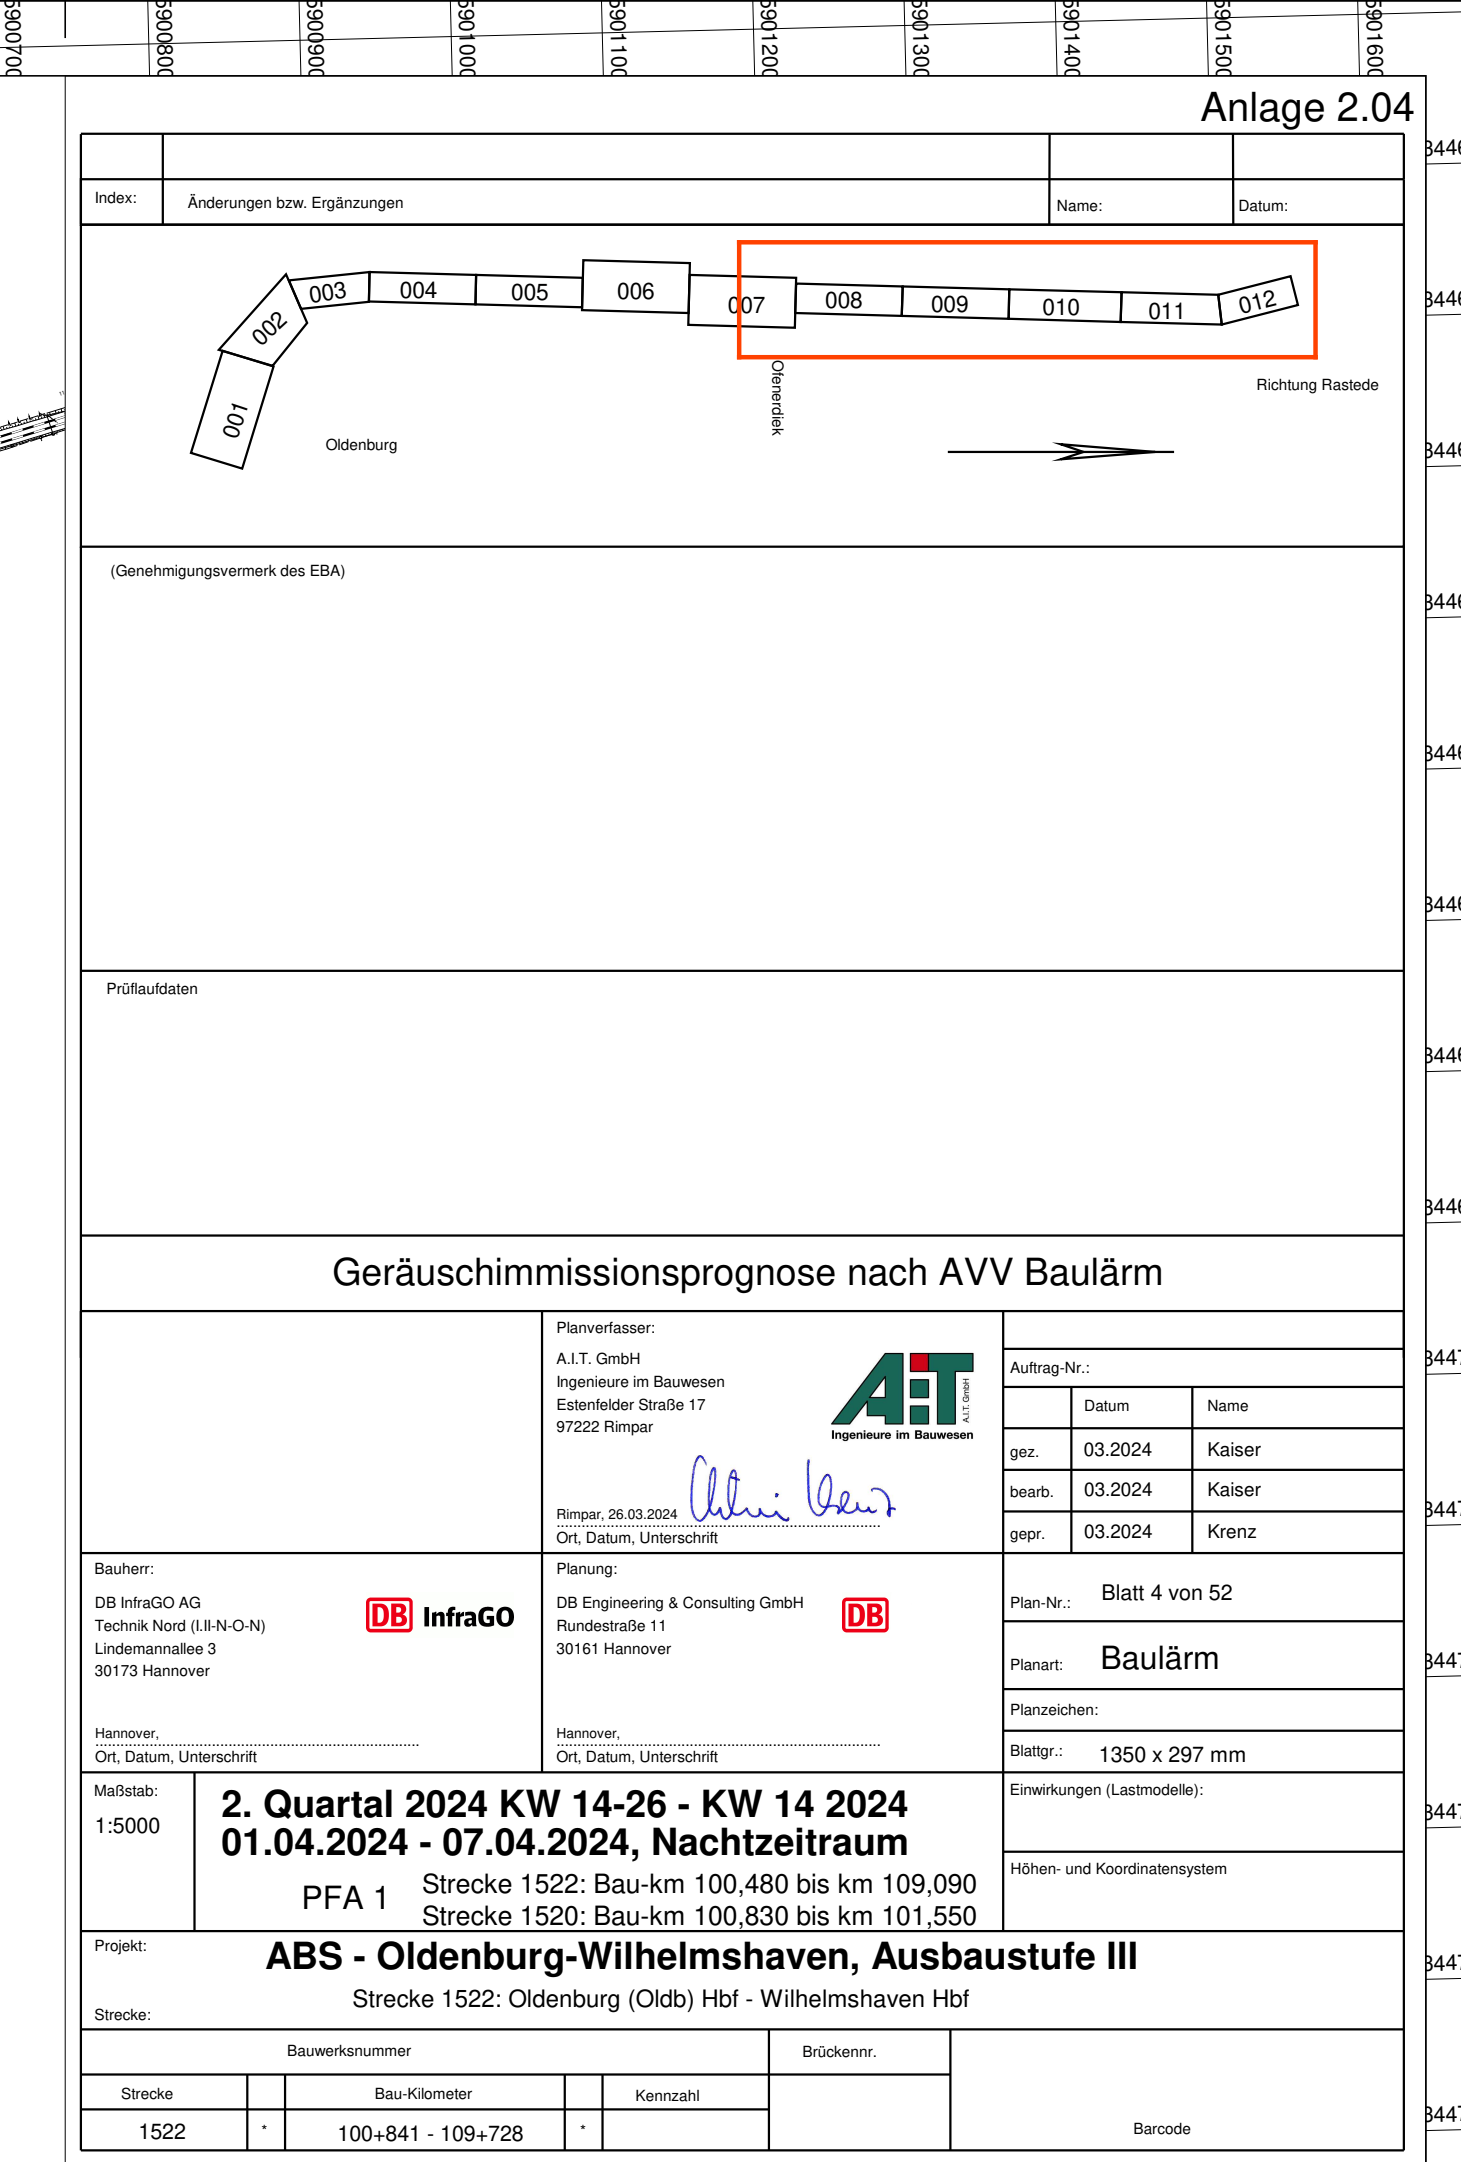 5900700
5900800
5900900
5901000
5901100
5901200
5901300
5901400
5901500
5901600
Anlage 2.04
Index:
Änderungen bzw. Ergänzungen
Name:
Datum:
001
002
003
004
005
006
007
008
009
010
011
012
Ofenerdiek
Richtung Rastede
Oldenburg
(Genehmigungsvermerk des EBA)
Prüflaufdaten
Geräuschimmissionsprognose nach AVV Baulärm
Planverfasser:
A.I.T. GmbH
Ingenieure im Bauwesen
Estenfelder Straße 17
97222 Rimpar
A.I.T. GmbH
Ingenieure im Bauwesen
Rimpar, 26.03.2024
Ort, Datum, Unterschrift
Auftrag-Nr.:
Datum Name
gez. 03.2024 Kaiser
bearb. 03.2024 Kaiser
gepr. 03.2024 Krenz
Bauherr:
DB InfraGO AG
Technik Nord (I.II-N-O-N)
Lindemannallee 3
30173 Hannover
DB InfraGO
Hannover,
Ort, Datum, Unterschrift
Planung:
DB Engineering & Consulting GmbH
Rundestraße 11
30161 Hannover
DB
Hannover,
Ort, Datum, Unterschrift
Plan-Nr.: Blatt 4 von 52
Planart: Baulärm
Planzeichen:
Blattgr.: 1350 x 297 mm
Maßstab:
1:5000
2. Quartal 2024 KW 14-26 - KW 14 2024
01.04.2024 - 07.04.2024, Nachtzeitraum
PFA 1
Strecke 1522: Bau-km 100,480 bis km 109,090
Strecke 1520: Bau-km 100,830 bis km 101,550
Einwirkungen (Lastmodelle):
Höhen- und Koordinatensystem
Projekt:
ABS - Oldenburg-Wilhelmshaven, Ausbaustufe III
Strecke:
Strecke 1522: Oldenburg (Oldb) Hbf - Wilhelmshaven Hbf
Bauwerksnummer
Brückennr.
Strecke Bau-Kilometer Kennzahl
1522 * 100+841 - 109+728 *
Barcode